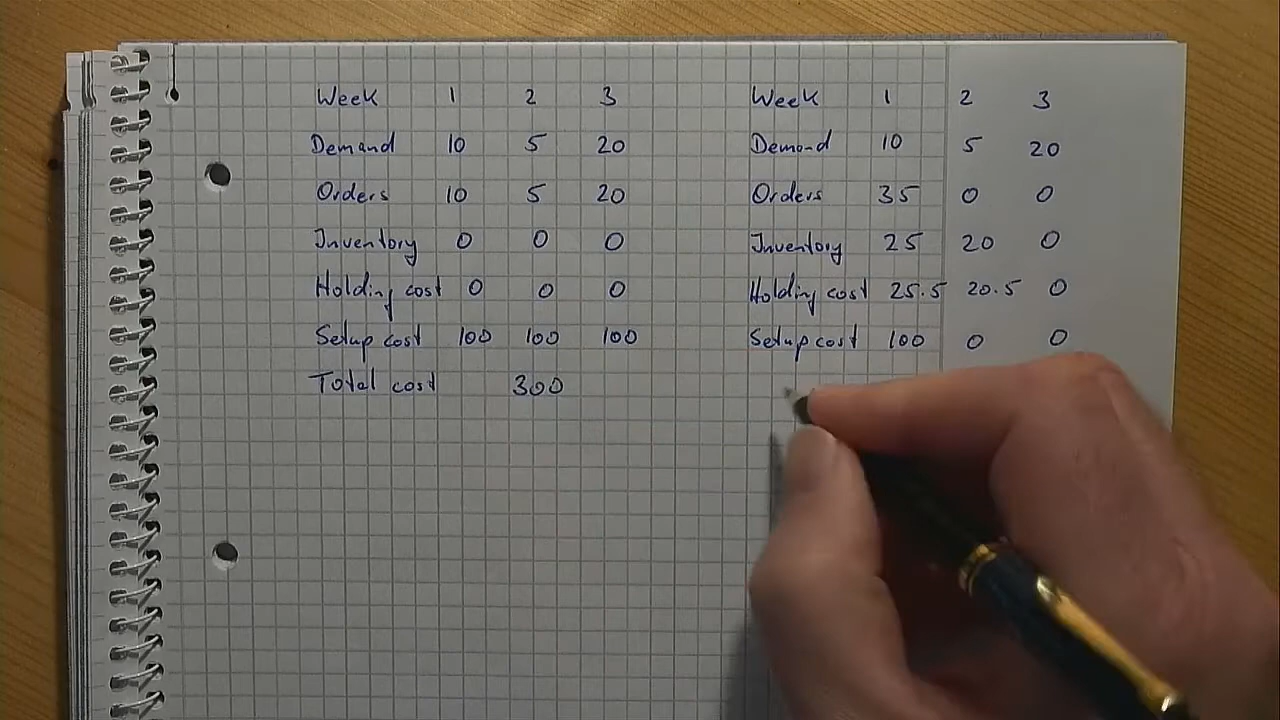 Week 1 2 3
Demand 10 5 20
Orders 10 5 20
Inventory 0 0 0
Holding cost 0 0 0
Setup cost 100 100 100
Total cost 300
Week 1 2 3
Demand 10 5 20
Orders 35 0 0
Inventory 25 20 0
Holding cost 25.5 20.5 0
Setup cost 100 0 0